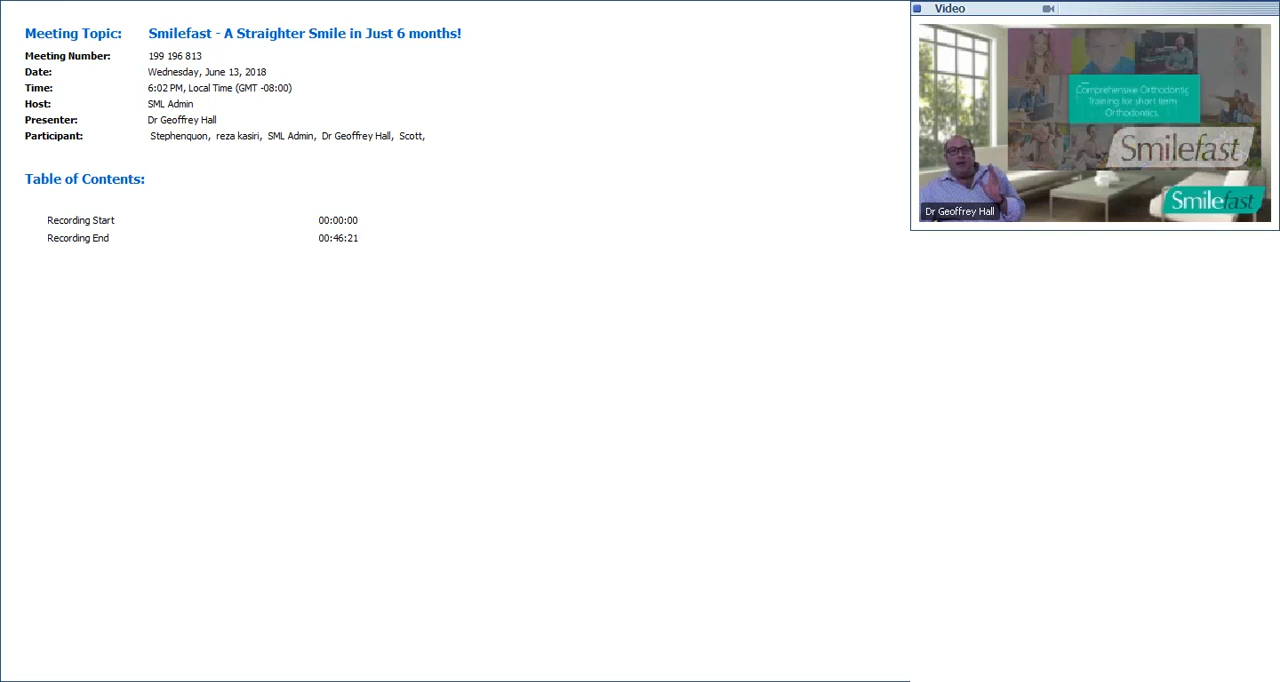 Meeting Topic: Smilefast - A Straighter Smile in Just 6 months!
Meeting Number: 199 196 813
Date: Wednesday, June 13, 2018
Time: 6:02 PM, Local Time (GMT -08:00)
Host: SML Admin
Presenter: Dr Geoffrey Hall
Participant: Stephenquon, reza kasiri, SML Admin, Dr Geoffrey Hall, Scott,
Table of Contents:
Recording Start 00:00:00
Recording End 00:46:21
Video
Comprehensive Orthodontic
Training for short term
Orthodontics.
Smilefast
Smilefast
Dr Geoffrey Hall